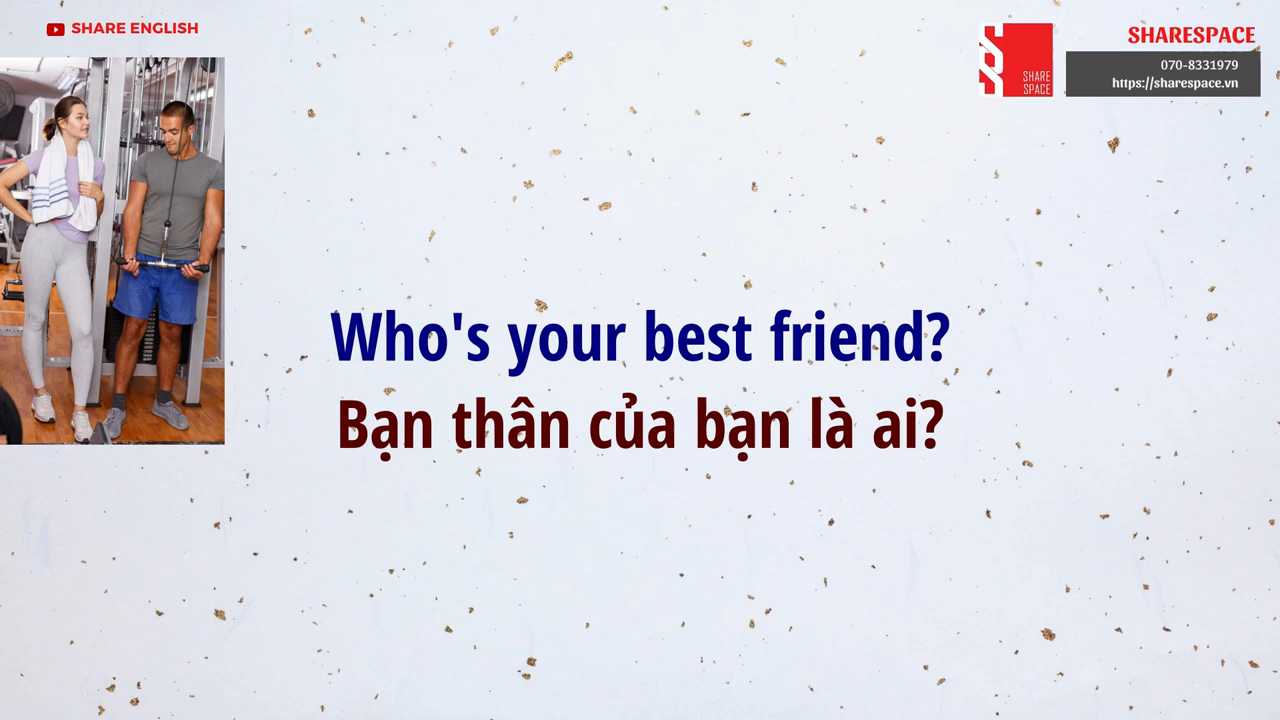 SHARE ENGLISH
SHARESPACE
070-8331979
https://sharespace.vn
SHARE
SPACE
Who's your best friend?
Bạn thân của bạn là ai?